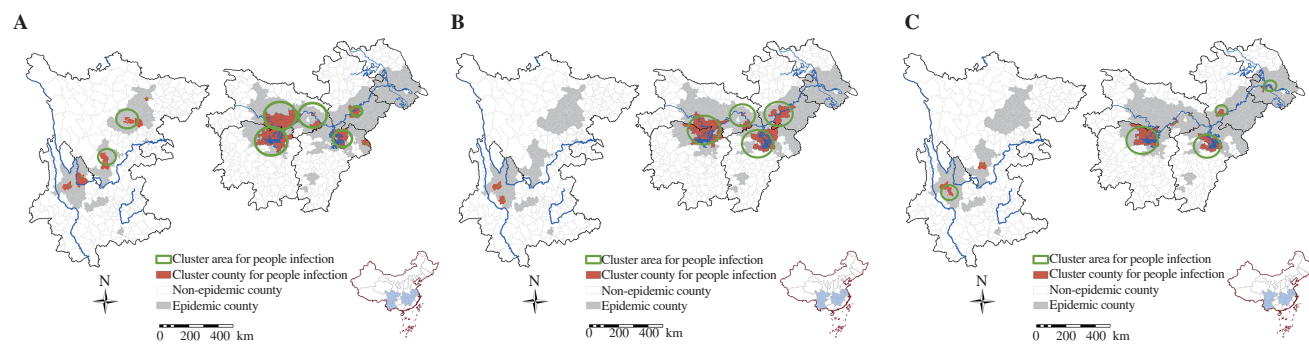 A
Cluster area for people infection
Cluster county for people infection
Non-epidemic county
Epidemic county
N
0 200 400 km
B
Cluster area for people infection
Cluster county for people infection
Non-epidemic county
Epidemic county
N
0 200 400 km
C
Cluster area for people infection
Cluster county for people infection
Non-epidemic county
Epidemic county
N
0 200 400 km